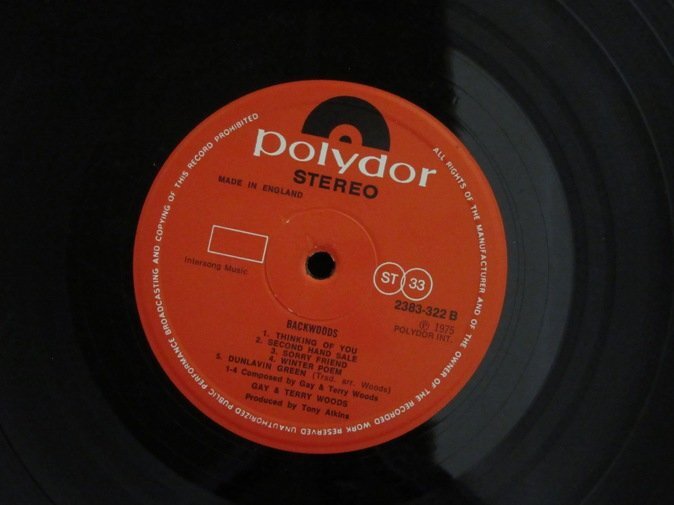 polydor
STEREO
MADE IN ENGLAND
Intersong Music.
ST 33
2383-322 B
℗ 1975
POLYDOR INT.
BACKWOODS
1. THINKING OF YOU
2. SECOND HAND SALE
3. SORRY FRIEND
4. WINTER POEM
5. DUNLAVIN GREEN (Trad. arr. Woods)
1-4 Composed by Gay & Terry Woods
GAY & TERRY WOODS
Produced by Tony Atkins
ALL RIGHTS OF THE MANUFACTURER AND OF THE OWNER OF THE RECORDED WORK RESERVED UNAUTHORIZED PUBLIC PERFORMANCE BROADCASTING AND COPYING OF THIS RECORD PROHIBITED